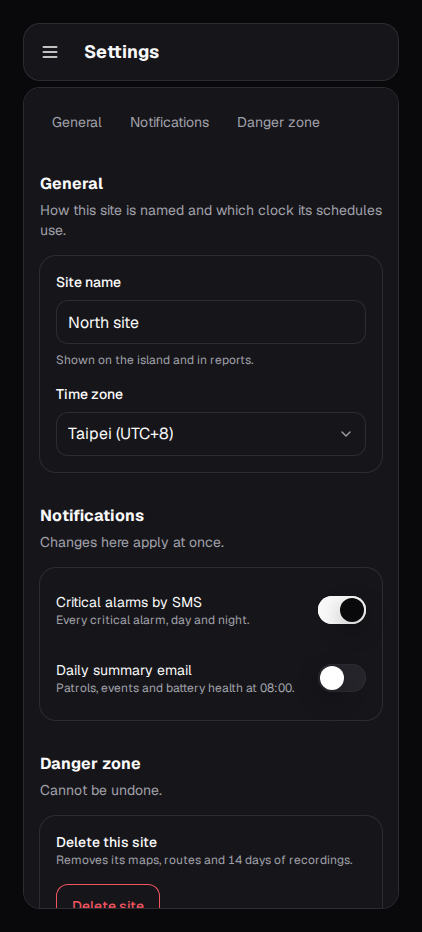 Settings
General Notifications Danger zone
General
How this site is named and which clock its schedules
use.
Site name
North site
Shown on the island and in reports.
Time zone
Taipei (UTC+8)
Notifications
Changes here apply at once.
Critical alarms by SMS
Every critical alarm, day and night.
Daily summary email
Patrols, events and battery health at 08:00.
Danger zone
Cannot be undone.
Delete this site
Removes its maps, routes and 14 days of recordings.
Delete site